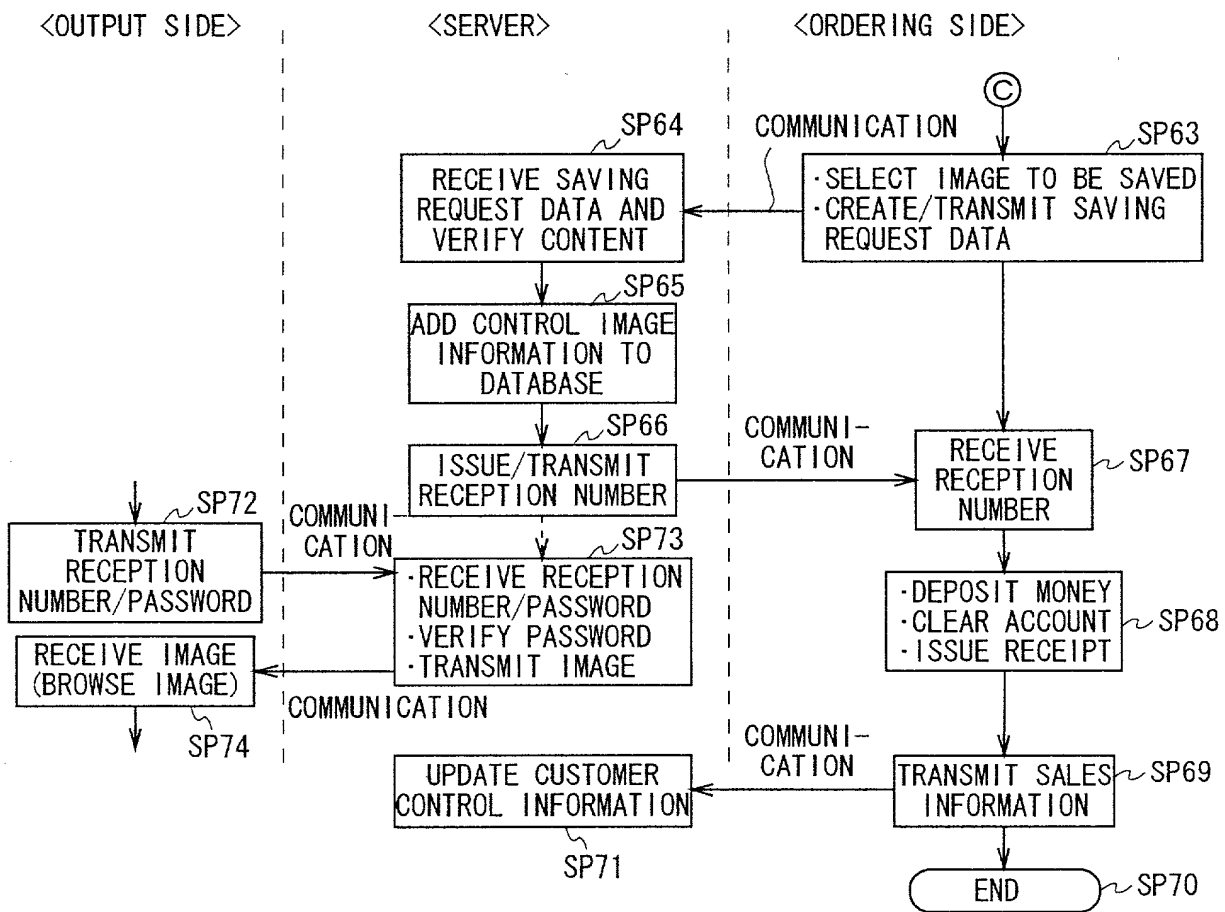 <OUTPUT SIDE>
<SERVER>
<ORDERING SIDE>
C
SP64
COMMUNICATION
SP63
RECEIVE SAVING
REQUEST DATA AND
VERIFY CONTENT
·SELECT IMAGE TO BE SAVED
·CREATE/TRANSMIT SAVING
REQUEST DATA
SP65
ADD CONTROL IMAGE
INFORMATION TO
DATABASE
SP66
ISSUE/TRANSMIT
RECEPTION NUMBER
COMMUNI-
CATION
RECEIVE
RECEPTION
NUMBER
SP67
SP72
TRANSMIT
RECEPTION
NUMBER/PASSWORD
COMMUNI-
CATION
SP73
·RECEIVE RECEPTION
NUMBER/PASSWORD
·VERIFY PASSWORD
·TRANSMIT IMAGE
·DEPOSIT MONEY
·CLEAR ACCOUNT
·ISSUE RECEIPT
SP68
RECEIVE IMAGE
(BROWSE IMAGE)
SP74
COMMUNICATION
UPDATE CUSTOMER
CONTROL INFORMATION
SP71
COMMUNI-
CATION
TRANSMIT SALES
INFORMATION
SP69
END
SP70